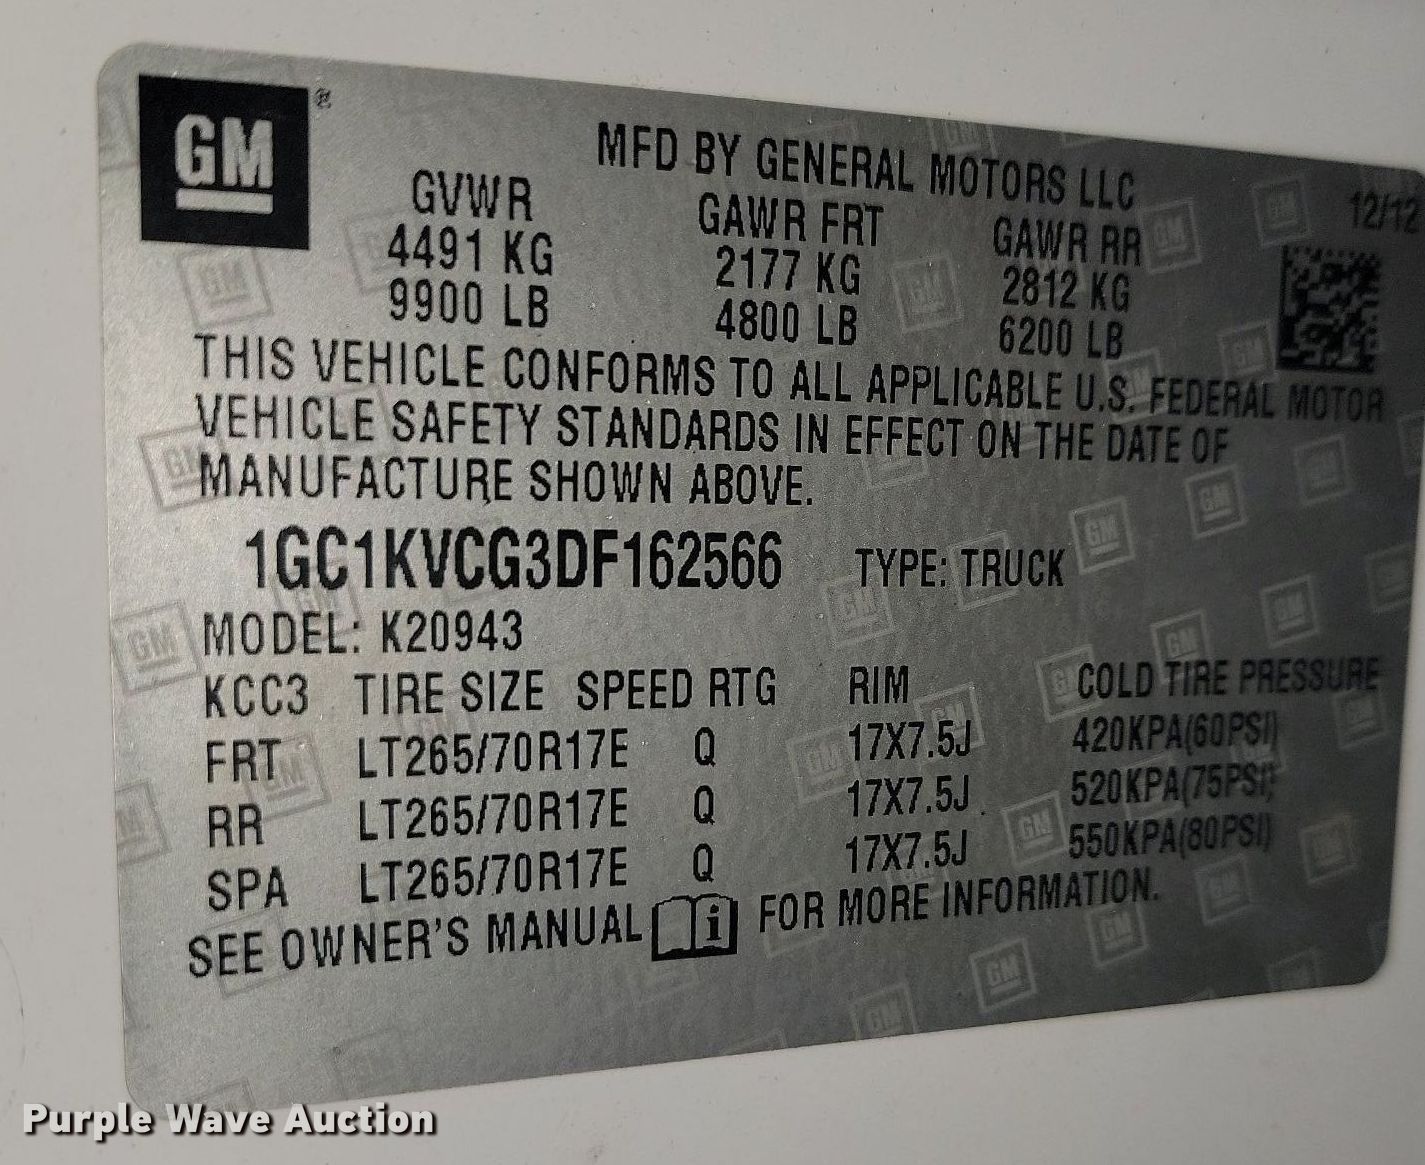 GM ®
MFD BY GENERAL MOTORS LLC
GVWR GAWR FRT GAWR RR 12/12
4491 KG 2177 KG 2812 KG
9900 LB 4800 LB 6200 LB
THIS VEHICLE CONFORMS TO ALL APPLICABLE U.S. FEDERAL MOTOR
VEHICLE SAFETY STANDARDS IN EFFECT ON THE DATE OF
MANUFACTURE SHOWN ABOVE.
1GC1KVCG3DF162566 TYPE: TRUCK
MODEL: K20943
KCC3 TIRE SIZE SPEED RTG RIM COLD TIRE PRESSURE
FRT LT265/70R17E Q 17X7.5J 420KPA(60PSI)
RR LT265/70R17E Q 17X7.5J 520KPA(75PSI)
SPA LT265/70R17E Q 17X7.5J 550KPA(80PSI)
SEE OWNER'S MANUAL i FOR MORE INFORMATION.
Purple Wave Auction